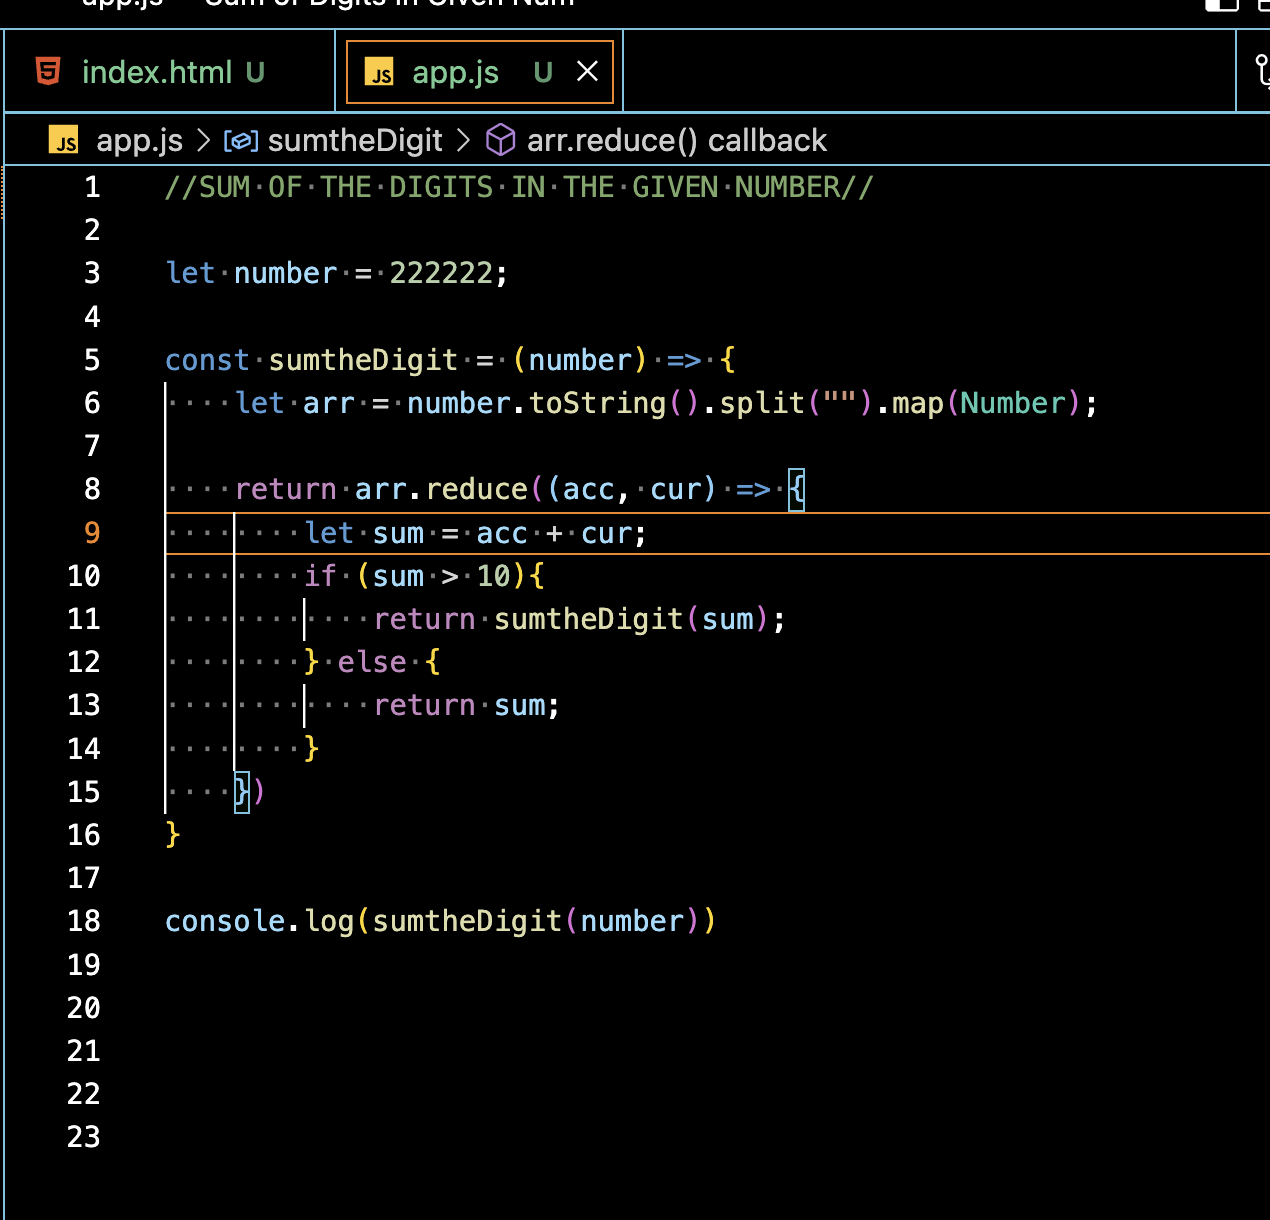 index.html U
JS app.js U
JS app.js > sumtheDigit > arr.reduce() callback
1 //SUM OF THE DIGITS IN THE GIVEN NUMBER//
2
3 let number = 222222;
4
5 const sumtheDigit = (number) => {
6 let arr = number.toString().split("").map(Number);
7
8 return arr.reduce((acc, cur) => {
9 let sum = acc + cur;
10 if (sum > 10){
11 return sumtheDigit(sum);
12 } else {
13 return sum;
14 }
15 })
16 }
17
18 console.log(sumtheDigit(number))
19
20
21
22
23